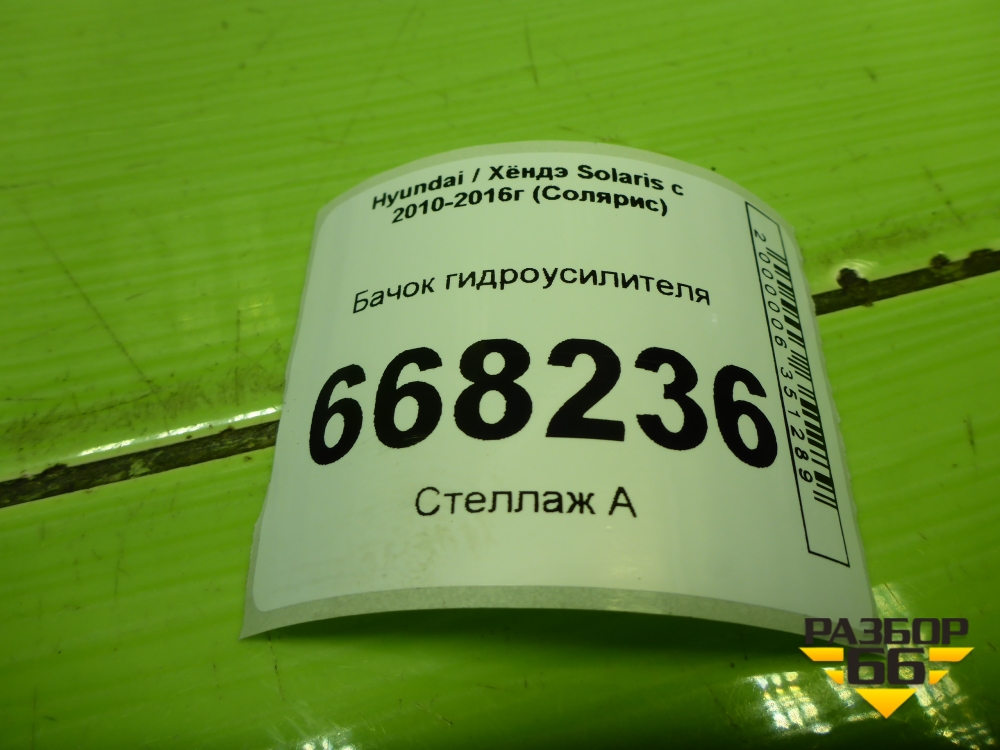 Hyundai / Хёндэ Solaris с
2010-2016г (Солярис)
Бачок гидроусилителя
668236
Стеллаж А
2000006351289
РАЗБОР
66